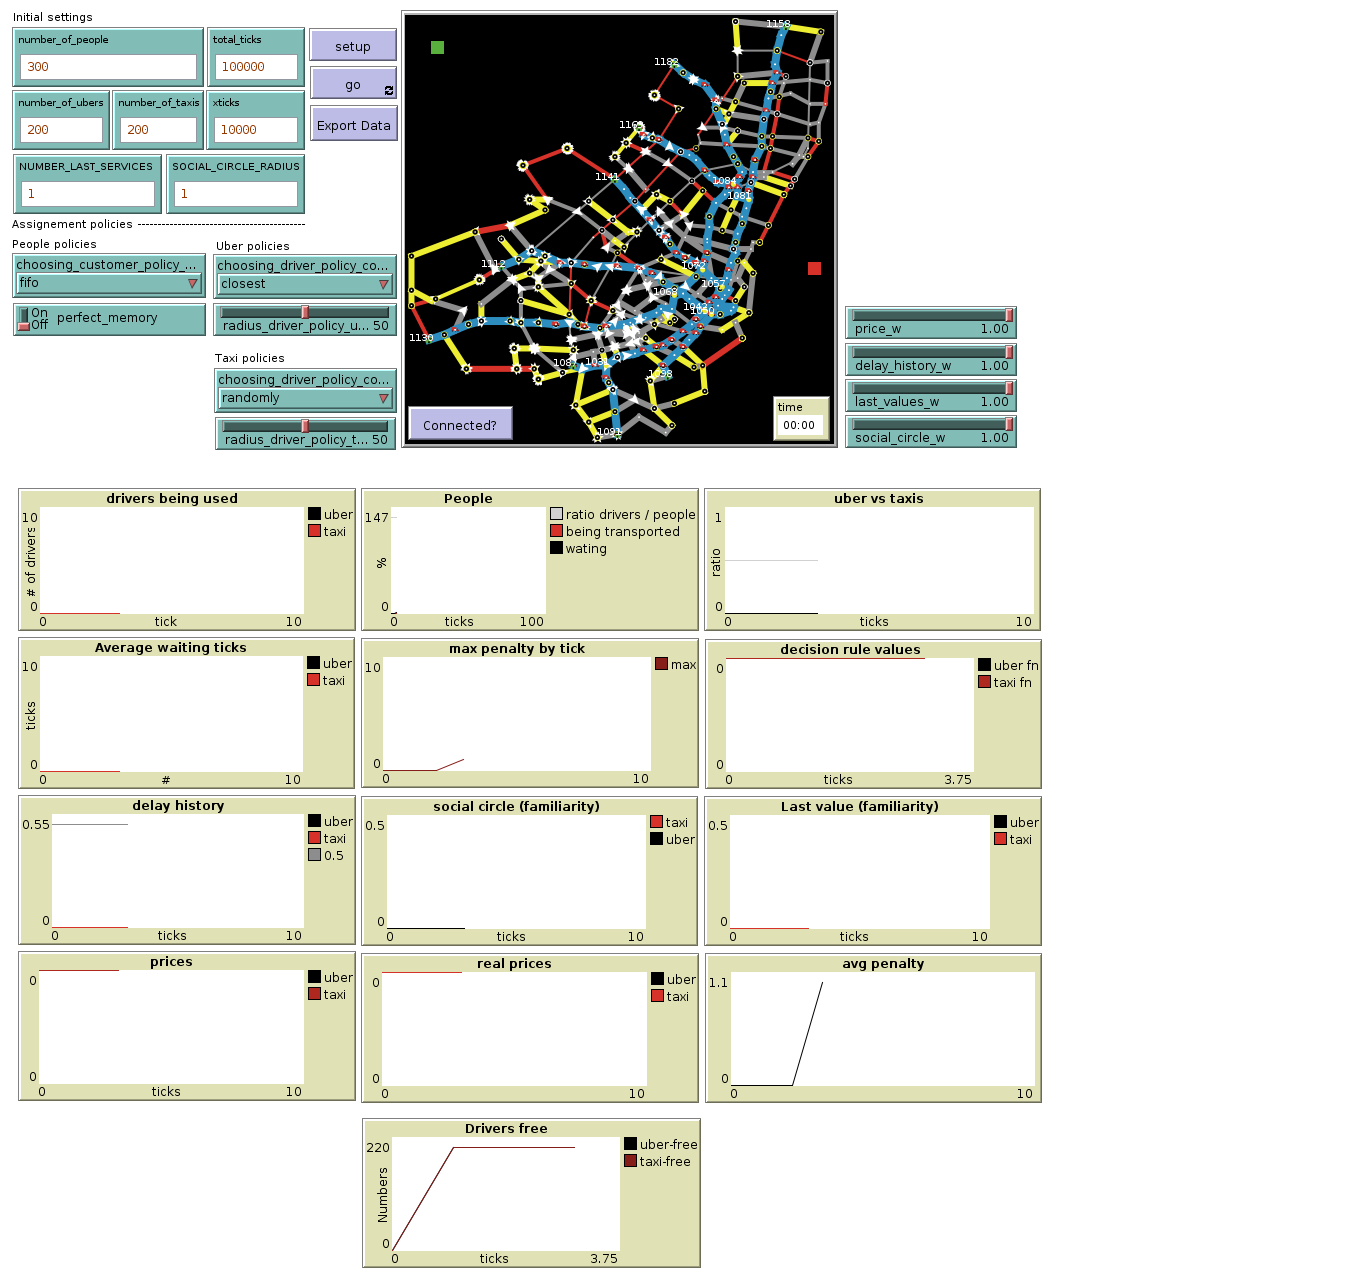 Initial settings
number_of_people
300
total_ticks
100000
setup
go
number_of_ubers
200
number_of_taxis
200
xticks
10000
Export Data
NUMBER_LAST_SERVICES
1
SOCIAL_CIRCLE_RADIUS
1
Assignement policies ------------------------------------------
People policies
choosing_customer_policy_...
fifo
On
Off
perfect_memory
Uber policies
choosing_driver_policy_co...
closest
radius_driver_policy_u... 50
Taxi policies
choosing_driver_policy_co...
randomly
radius_driver_policy_t... 50
1158
1182
1141
1084
1081
1112
1057
1130
1098
1091
Connected?
time
00:00
price_w 1.00
delay_history_w 1.00
last_values_w 1.00
social_circle_w 1.00
drivers being used
10
# of drivers
0
0 tick 10
uber
taxi
People
147
%
0
0 ticks 100
ratio drivers / people
being transported
wating
uber vs taxis
1
ratio
0
0 ticks 10
Average waiting ticks
10
ticks
0
0 # 10
uber
taxi
max penalty by tick
10
0
0 10
max
decision rule values
0
0
0 ticks 3.75
uber fn
taxi fn
delay history
0.55
0
0 ticks 10
uber
taxi
0.5
social circle (familiarity)
0.5
0
0 ticks 10
taxi
uber
Last value (familiarity)
0.5
0
0 ticks 10
uber
taxi
prices
0
0
0 ticks 10
uber
taxi
real prices
0
0
0 10
uber
taxi
avg penalty
1.1
0
0 10
Drivers free
220
Numbers
0
0 ticks 3.75
uber-free
taxi-free